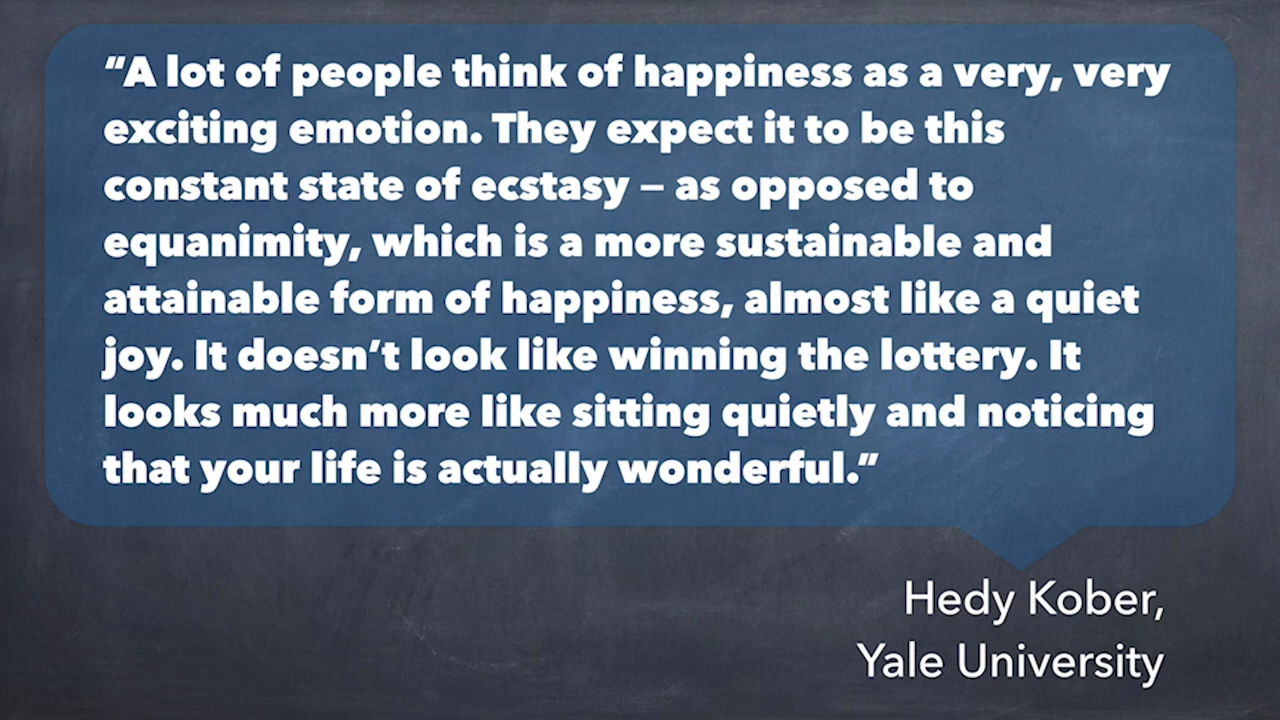 “A lot of people think of happiness as a very, very
exciting emotion. They expect it to be this
constant state of ecstasy – as opposed to
equanimity, which is a more sustainable and
attainable form of happiness, almost like a quiet
joy. It doesn’t look like winning the lottery. It
looks much more like sitting quietly and noticing
that your life is actually wonderful.”
Hedy Kober,
Yale University